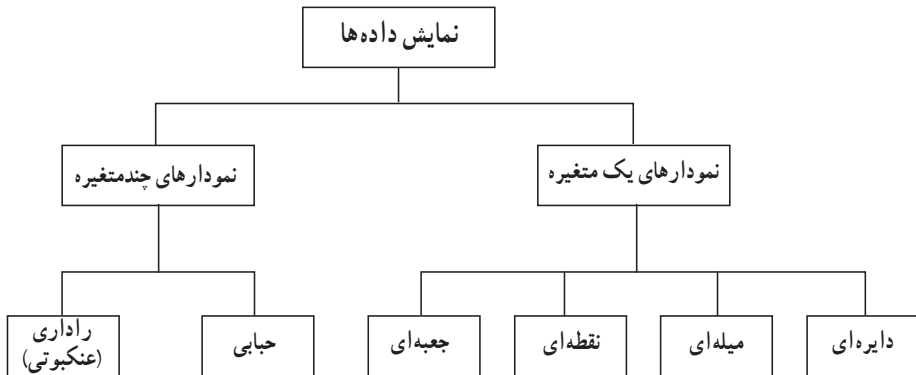 نمایش داده‌ها
نمودارهای یک متغیره
نمودارهای چندمتغیره
دایره‌ای
میله‌ای
نقطه‌ای
جعبه‌ای
حبابی
راداری
(عنکبوتی)